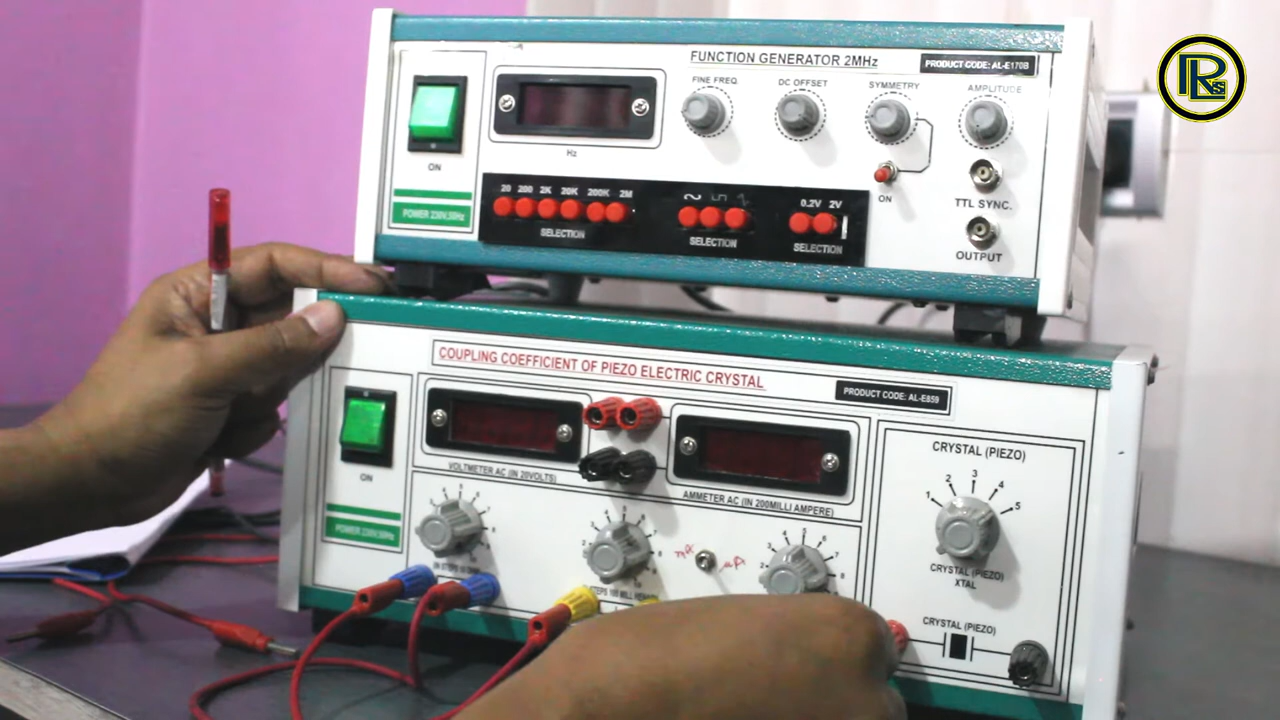 FUNCTION GENERATOR 2MHz
PRODUCT CODE: AL-E170B
FINE FREQ.
DC OFFSET
SYMMETRY
AMPLITUDE
ON
Hz
ON
TTL SYNC.
20 200 2K 20K 200K 2M
0.2V 2V
SELECTION
SELECTION
SELECTION
OUTPUT
POWER 230V,50Hz
RLS
COUPLING COEFFICIENT OF PIEZO ELECTRIC CRYSTAL
PRODUCT CODE: AL-E859
VOLTMETER AC (IN 20VOLTS)
AMMETER AC (IN 200MILLI AMPERE)
ON
POWER 230V,50Hz
CRYSTAL (PIEZO)
1 2 3 4 5
CRYSTAL (PIEZO)
XTAL
CRYSTAL (PIEZO)